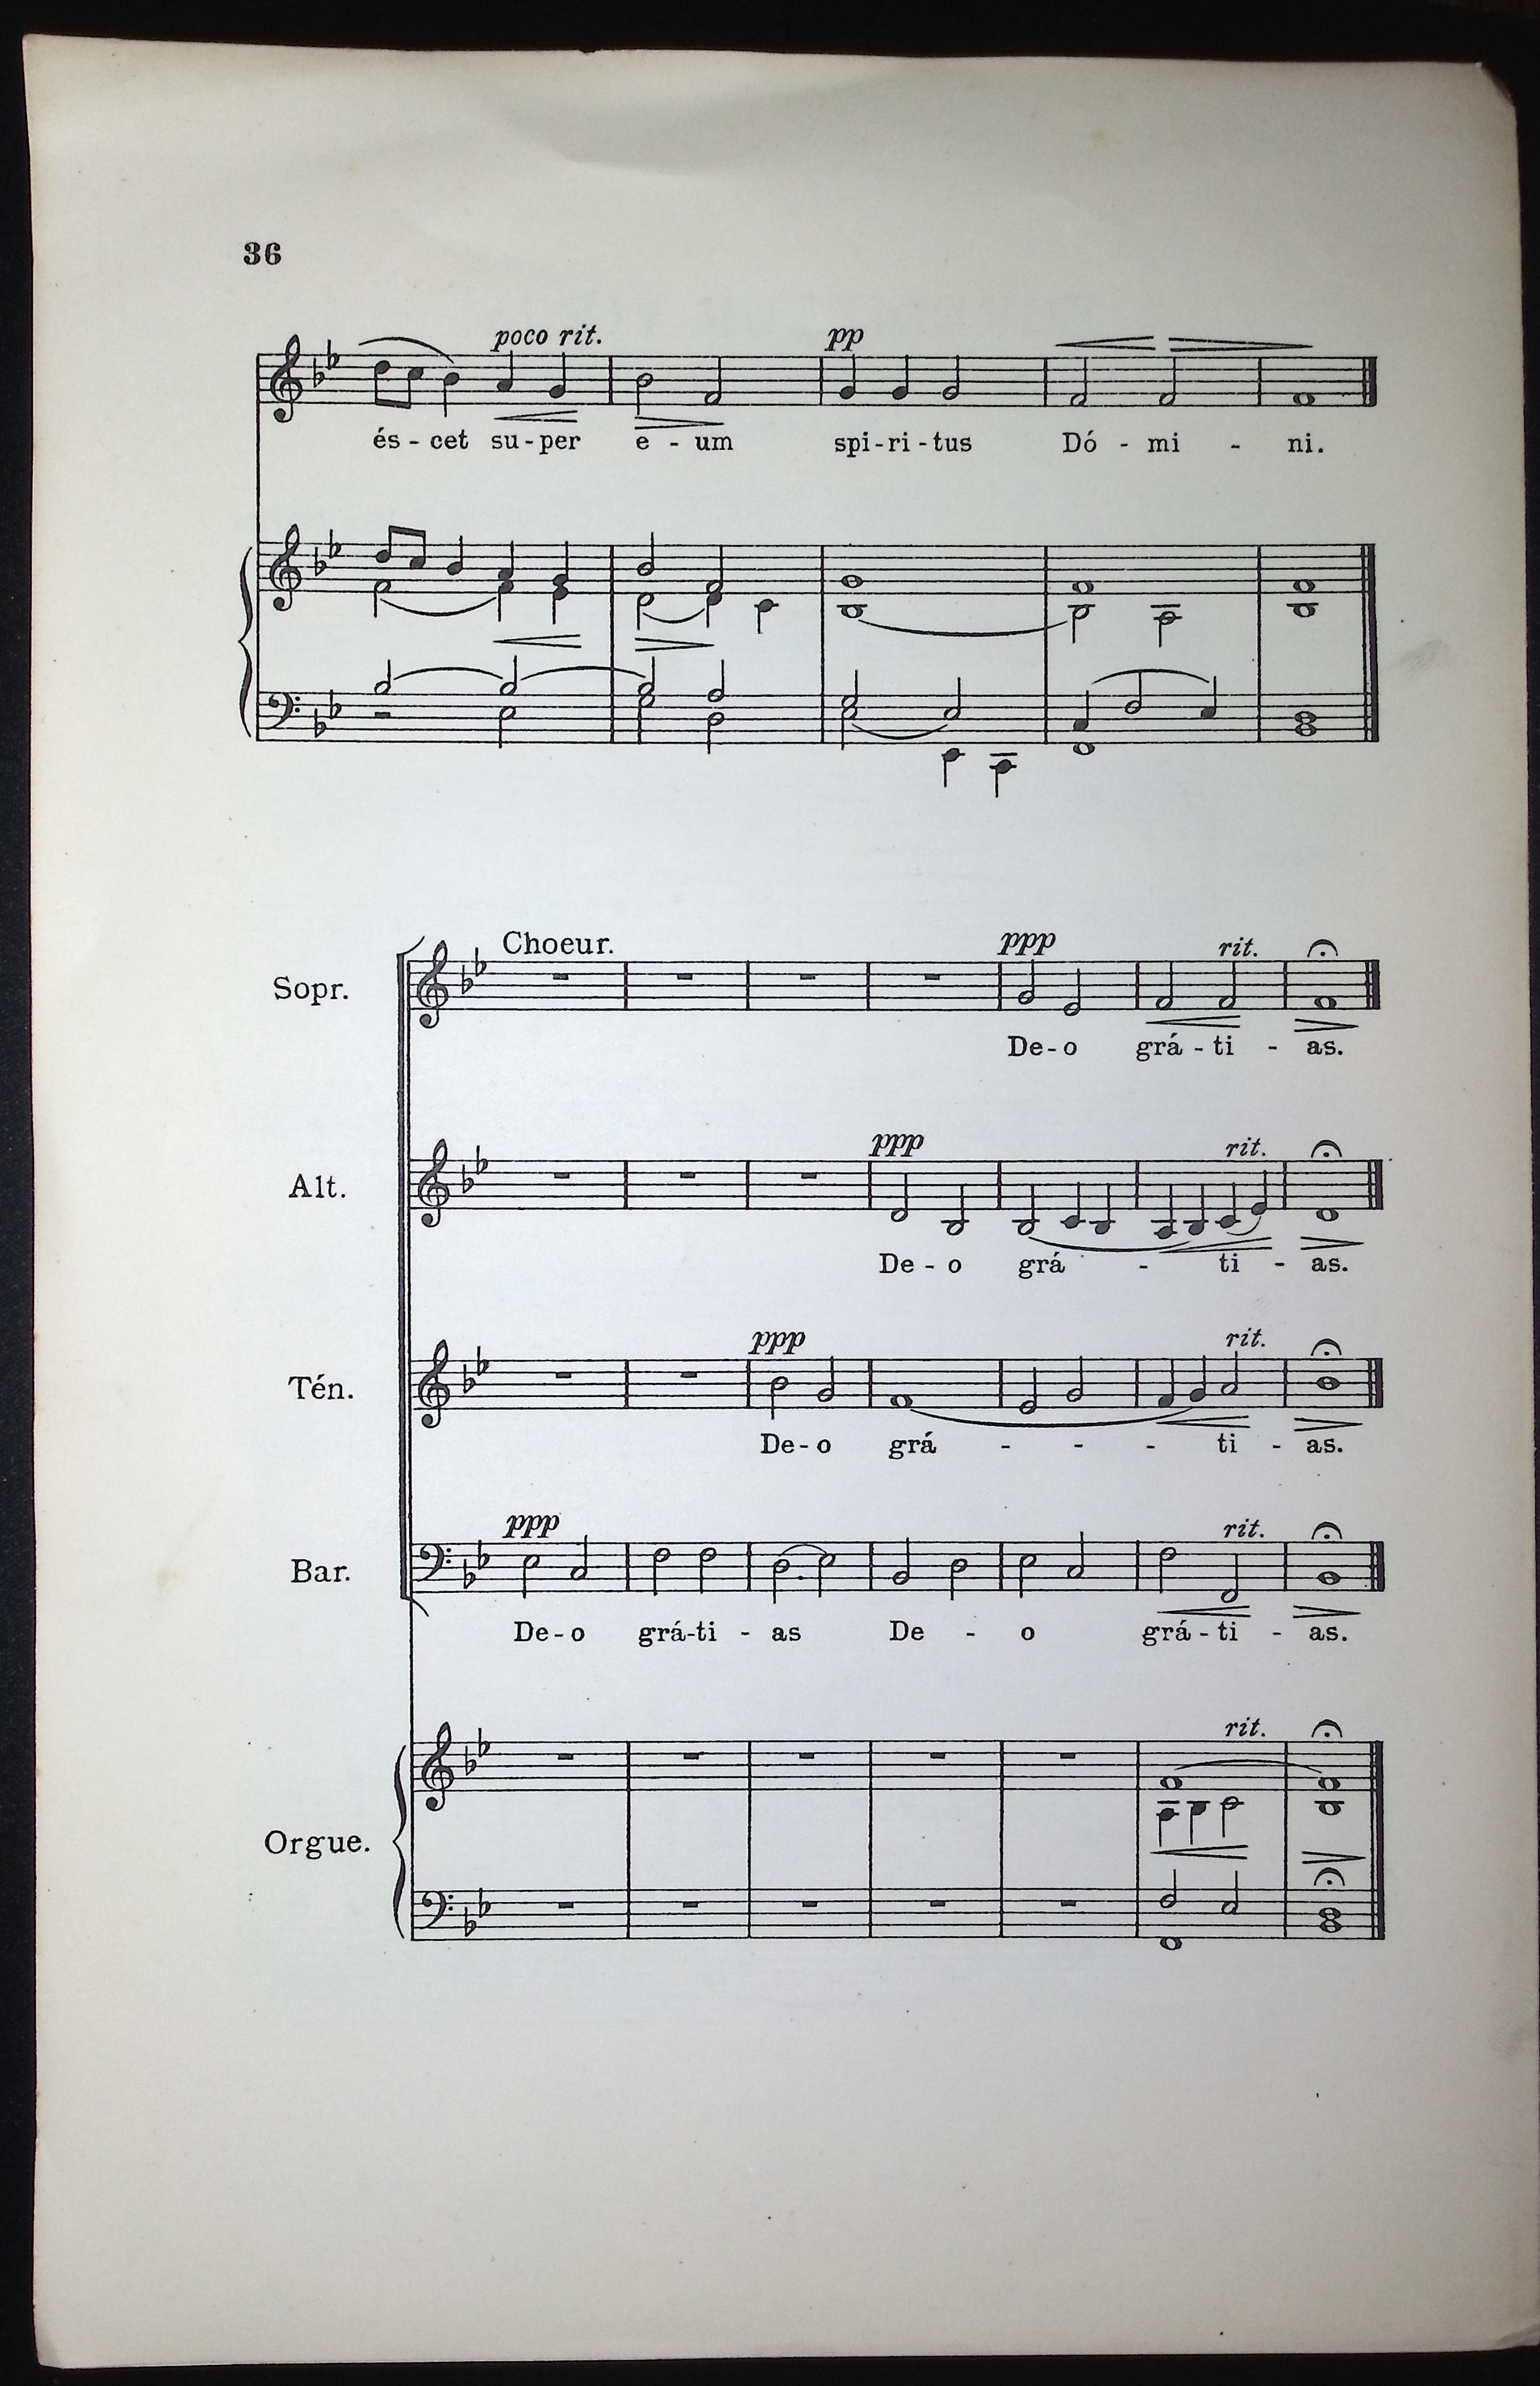 36
poco rit.
pp
és - cet su - per e - um spi - ri - tus Dó - mi - ni.
Choeur.
ppp
rit.
Sopr.
De - o grá - ti - as.
ppp
rit.
Alt.
De - o grá - ti - as.
ppp
rit.
Tén.
De - o grá - - - ti - as.
ppp
rit.
Bar.
De - o grá - ti - as De - o grá - ti - as.
rit.
Orgue.